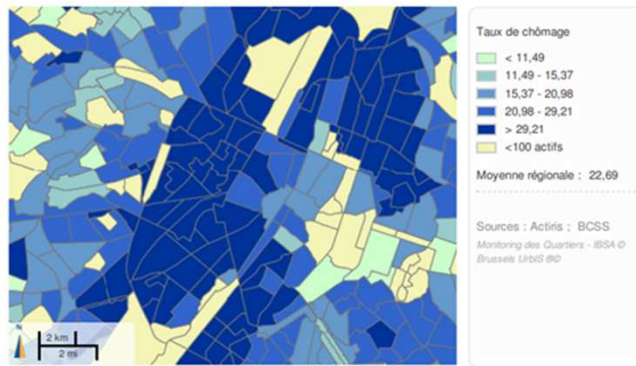 Taux de chômage
< 11,49
11,49 - 15,37
15,37 - 20,98
20,98 - 29,21
> 29,21
<100 actifs
Moyenne régionale : 22,69
Sources : Actiris ; BCSS
Monitoring des Quartiers - IBSA ©
Brussels UrbIS ®©
N
2 km
2 mi